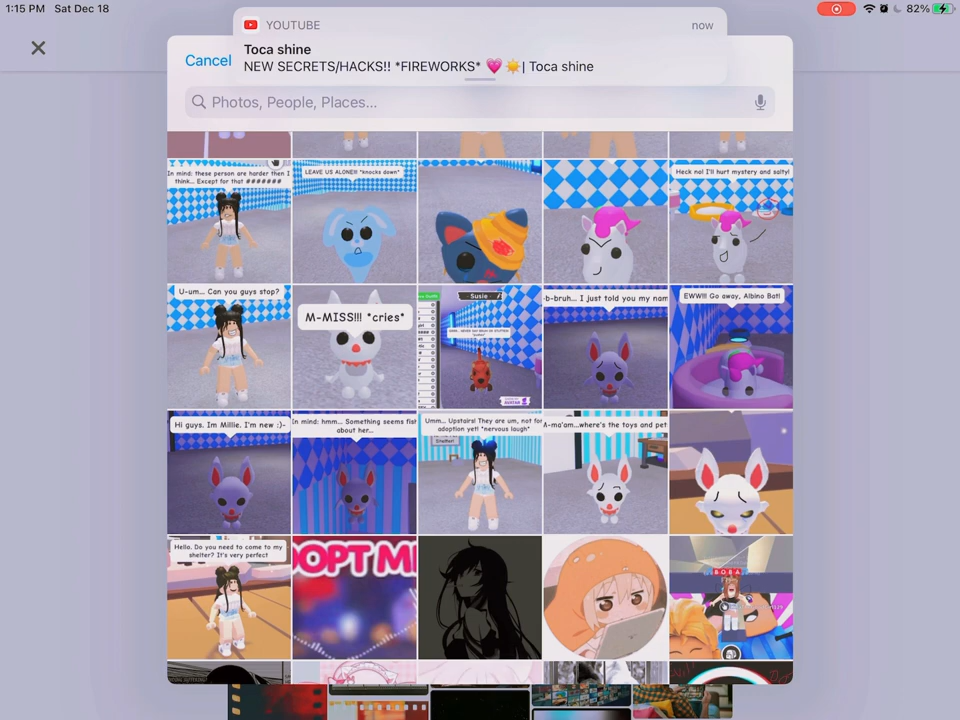 1:15 PM Sat Dec 18
82%
YOUTUBE
now
Toca shine
NEW SECRETS/HACKS!! *FIREWORKS* 💗☀️| Toca shine
Cancel
Photos, People, Places...
In mind: these person are harder then I
think... Except for that #######
LEAVE US ALONE!! *knocks down*
Heck no! I'll hurt mystery and salty!
U-um... Can you guys stop?
M-MISS!!! *cries*
- Susie -
-b-bruh... I just told you my nam
EWW!!! Go away, Albino Bat!
Hi guys. Im Millie. I'm new :)-
In mind: hmm... Something seems fish
about her...
Umm... Upstairs! They are um, not for
adoption yet! *nervous laugh*
A-ma'am...where's the toys and pet
Hello. Do you need to come to my
shelter? It's very perfect
DOPT ME
BOBA